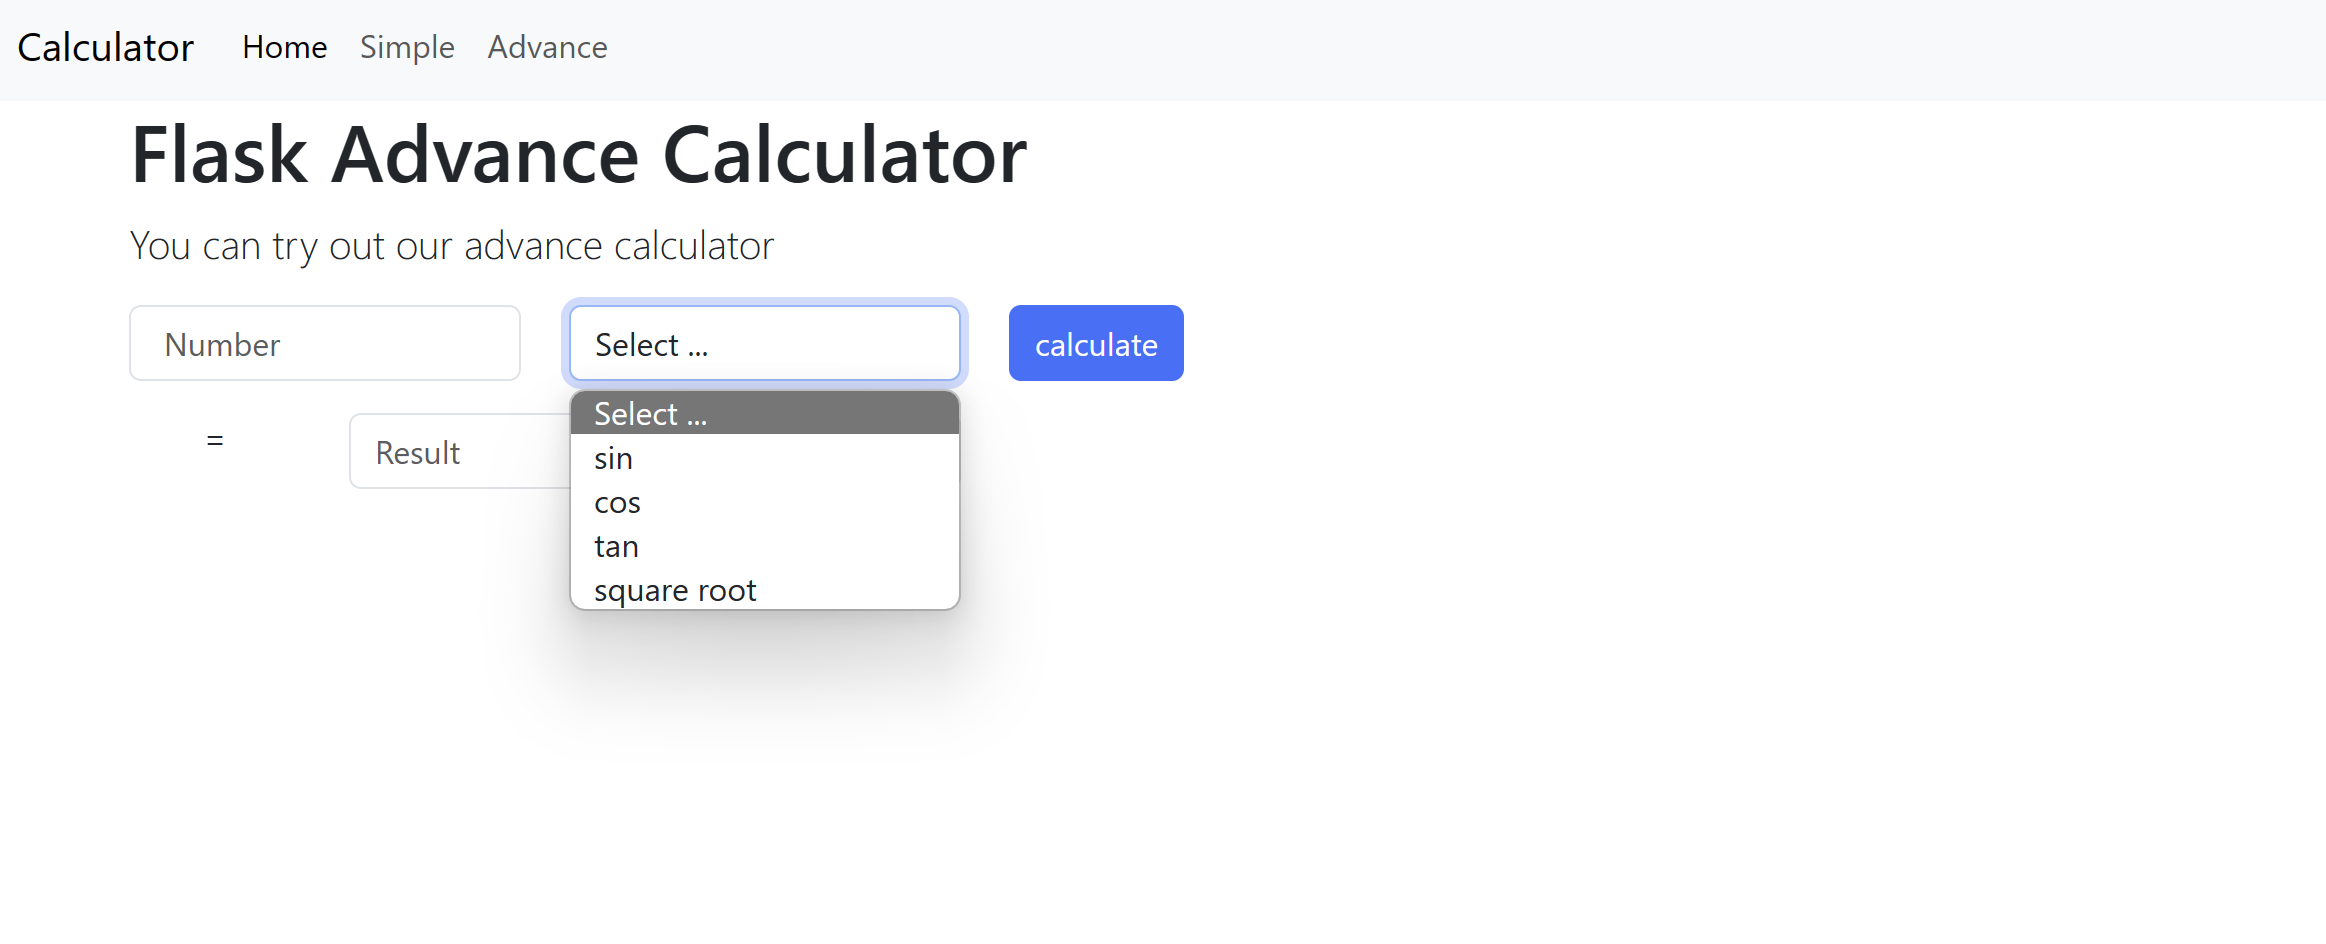 Calculator Home Simple Advance
Flask Advance Calculator
You can try out our advance calculator
Number Select ... calculate
= Result
Select ...
sin
cos
tan
square root